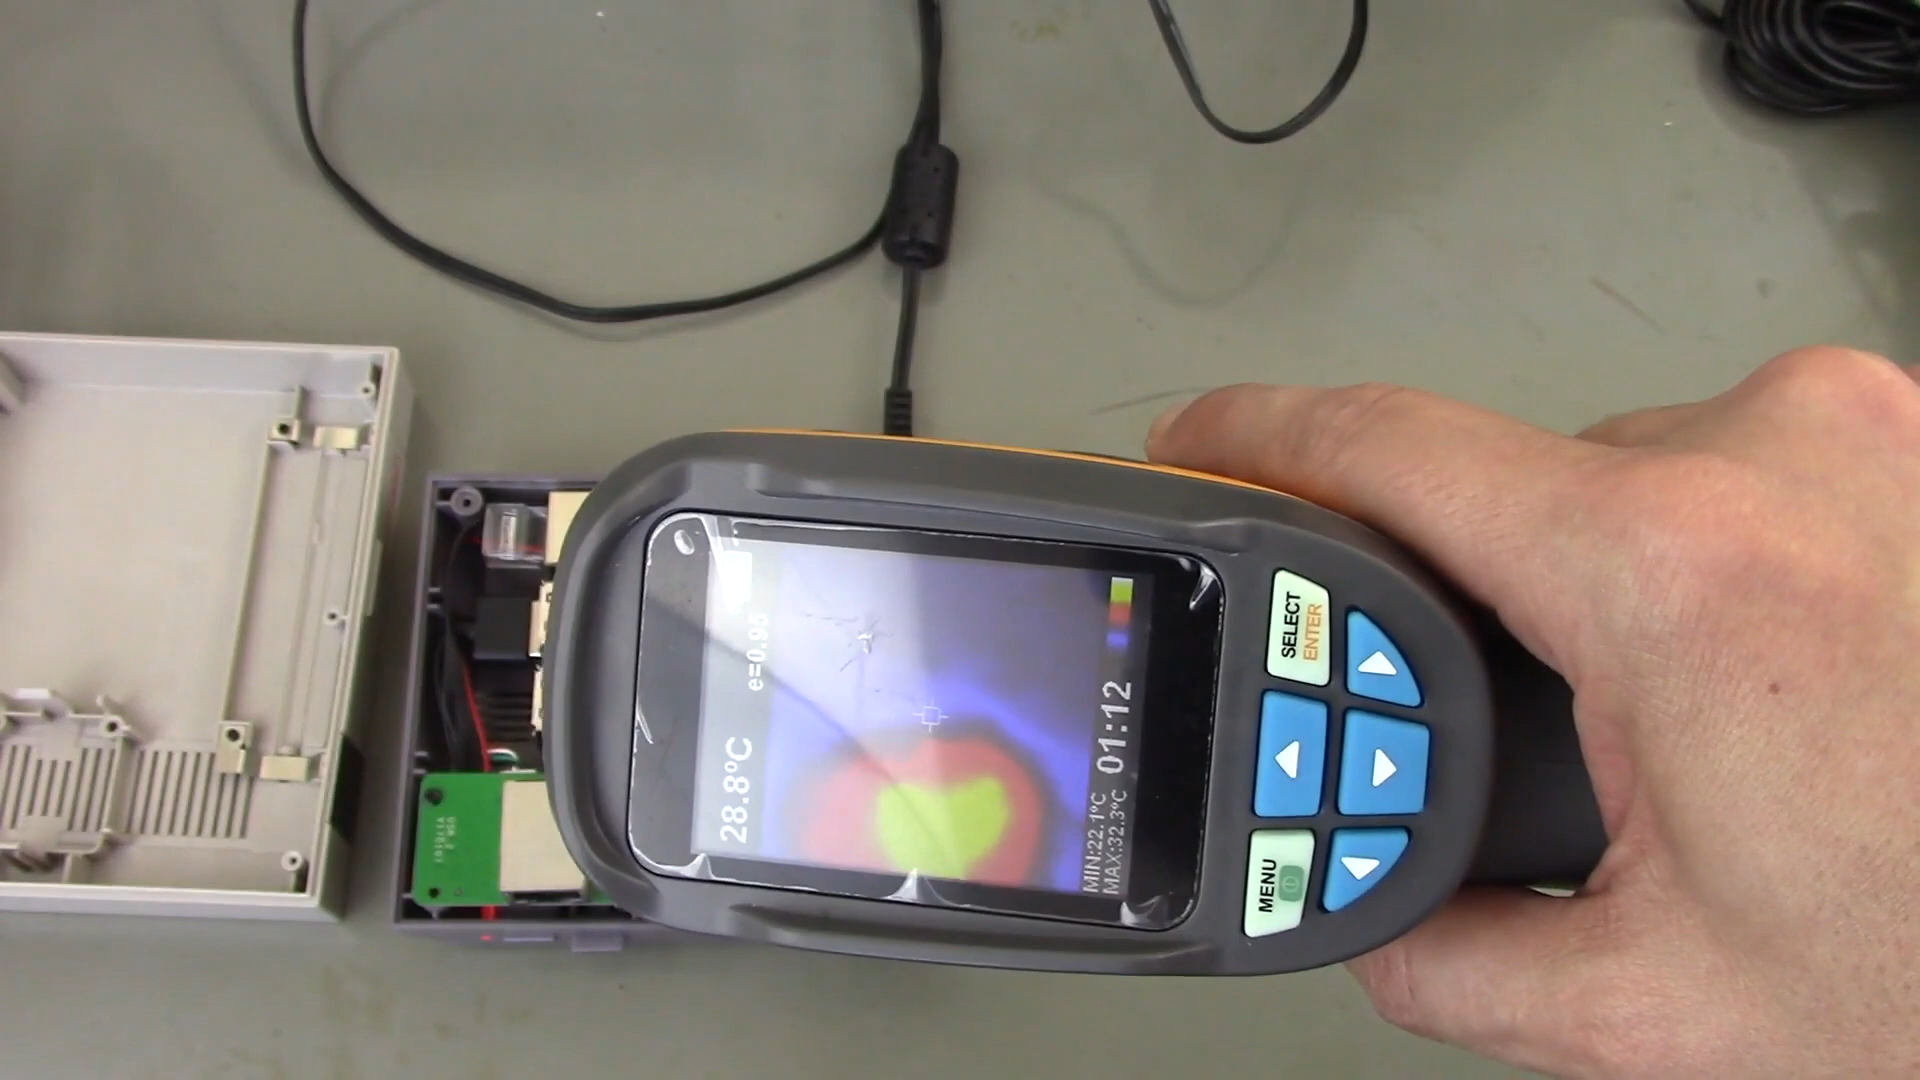 28.8°C
e=0.95
MIN:22.1°C
MAX:32.3°C
01:12
SELECT
ENTER
MENU